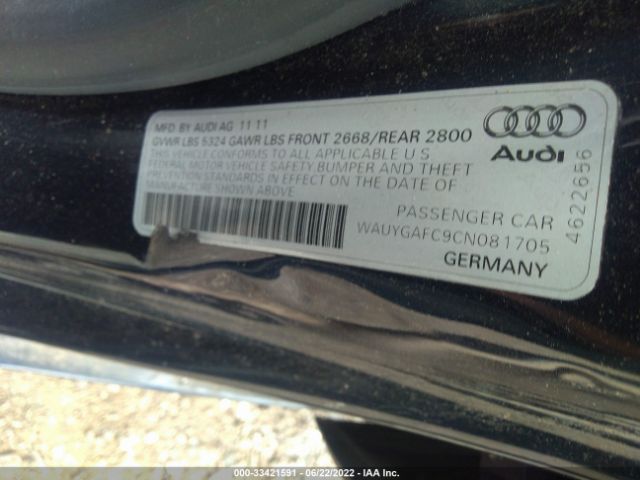 MFD. BY AUDI AG 11 11
GVWR LBS 5324 GAWR LBS FRONT 2668/REAR 2800
THIS VEHICLE CONFORMS TO ALL APPLICABLE U S
FEDERAL MOTOR VEHICLE SAFETY BUMPER AND THEFT
PREVENTION STANDARDS IN EFFECT ON THE DATE OF
MANUFACTURE SHOWN ABOVE
Audi
PASSENGER CAR
WAUYGAFC9CN081705
GERMANY
4622656
000-33421591 - 06/22/2022 - IAA Inc.